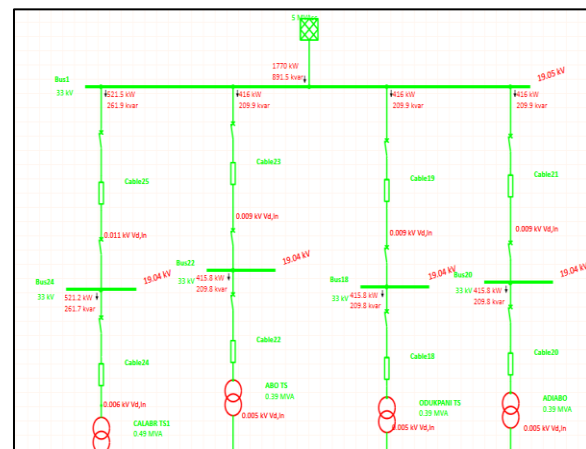 1770 kW
891.5 kvar
Bus1
33 kV
19.05 kV
521.5 kW
261.9 kvar
416 kW
209.9 kvar
416 kW
209.9 kvar
416 kW
209.9 kvar
Cable25
Cable23
Cable19
Cable21
0.011 kV Vd,ln
0.009 kV Vd,ln
0.009 kV Vd,ln
0.009 kV Vd,ln
Bus24
33 kV
19.04 kV
521.2 kW
261.7 kvar
Bus22
33 kV
19.04 kV
415.8 kW
209.8 kvar
Bus18
33 kV
19.04 kV
415.8 kW
209.8 kvar
Bus20
33 kV
19.04 kV
415.8 kW
209.8 kvar
Cable24
Cable22
Cable18
Cable20
0.006 kV Vd,ln
CALABR TS1
0.49 MVA
ABO TS
0.39 MVA
0.005 kV Vd,ln
ODUKPANI TS
0.39 MVA
0.005 kV Vd,ln
ADIABO
0.39 MVA
0.005 kV Vd,ln